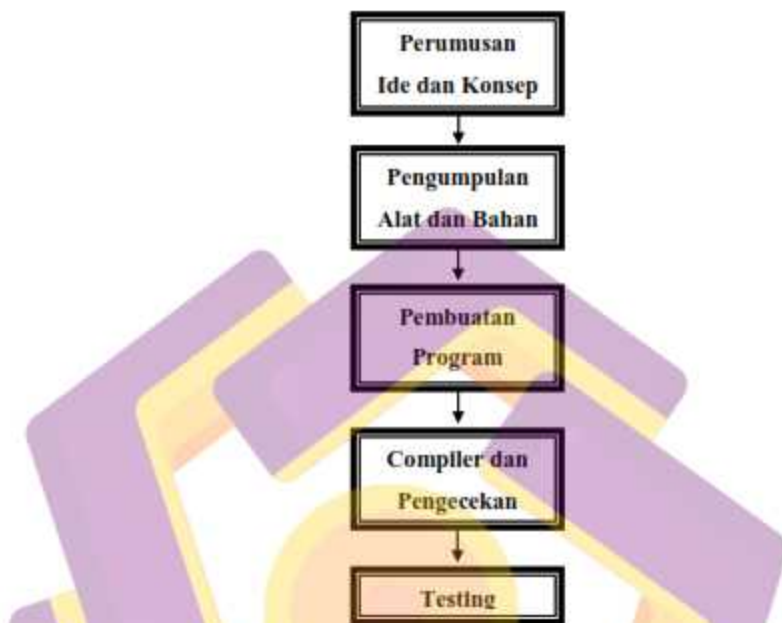 Perumusan
Ide dan Konsep
Pengumpulan
Alat dan Bahan
Pembuatan
Program
Compiler dan
Pengecekan
Testing